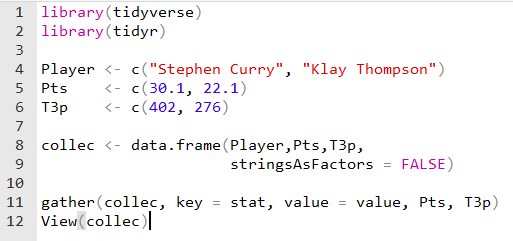 1 library(tidyverse)
2 library(tidyr)
3
4 Player <- c("Stephen Curry", "Klay Thompson")
5 Pts    <- c(30.1, 22.1)
6 T3p    <- c(402, 276)
7
8 collec <- data.frame(Player,Pts,T3p,
9                      stringsAsFactors = FALSE)
10
11 gather(collec, key = stat, value = value, Pts, T3p)
12 View(collec)